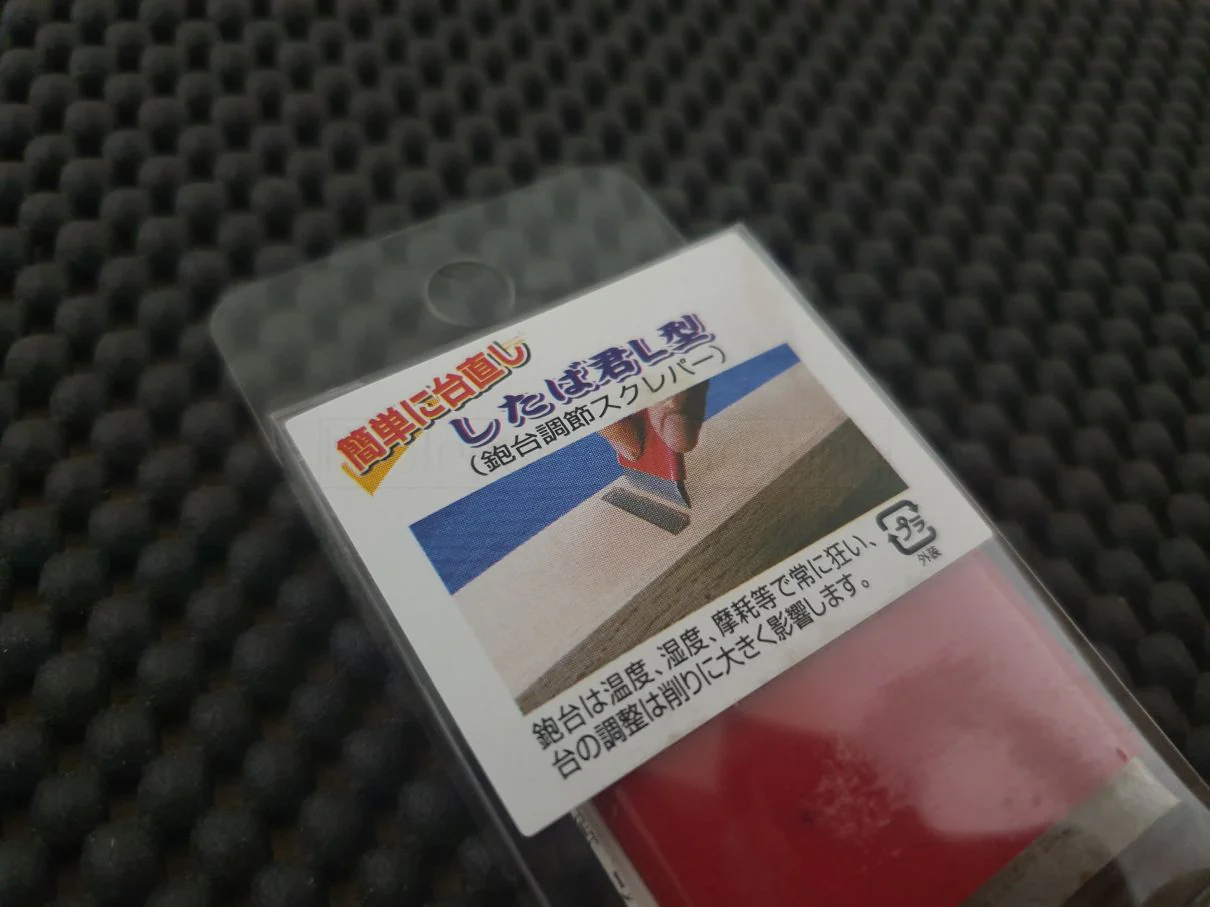 簡単に台直し
したば君L型
(鉋台調節スクレパー)
プラ
外装
鉋台は温度、湿度、摩耗等で常に狂い、
台の調整は削りに大きく影響します。